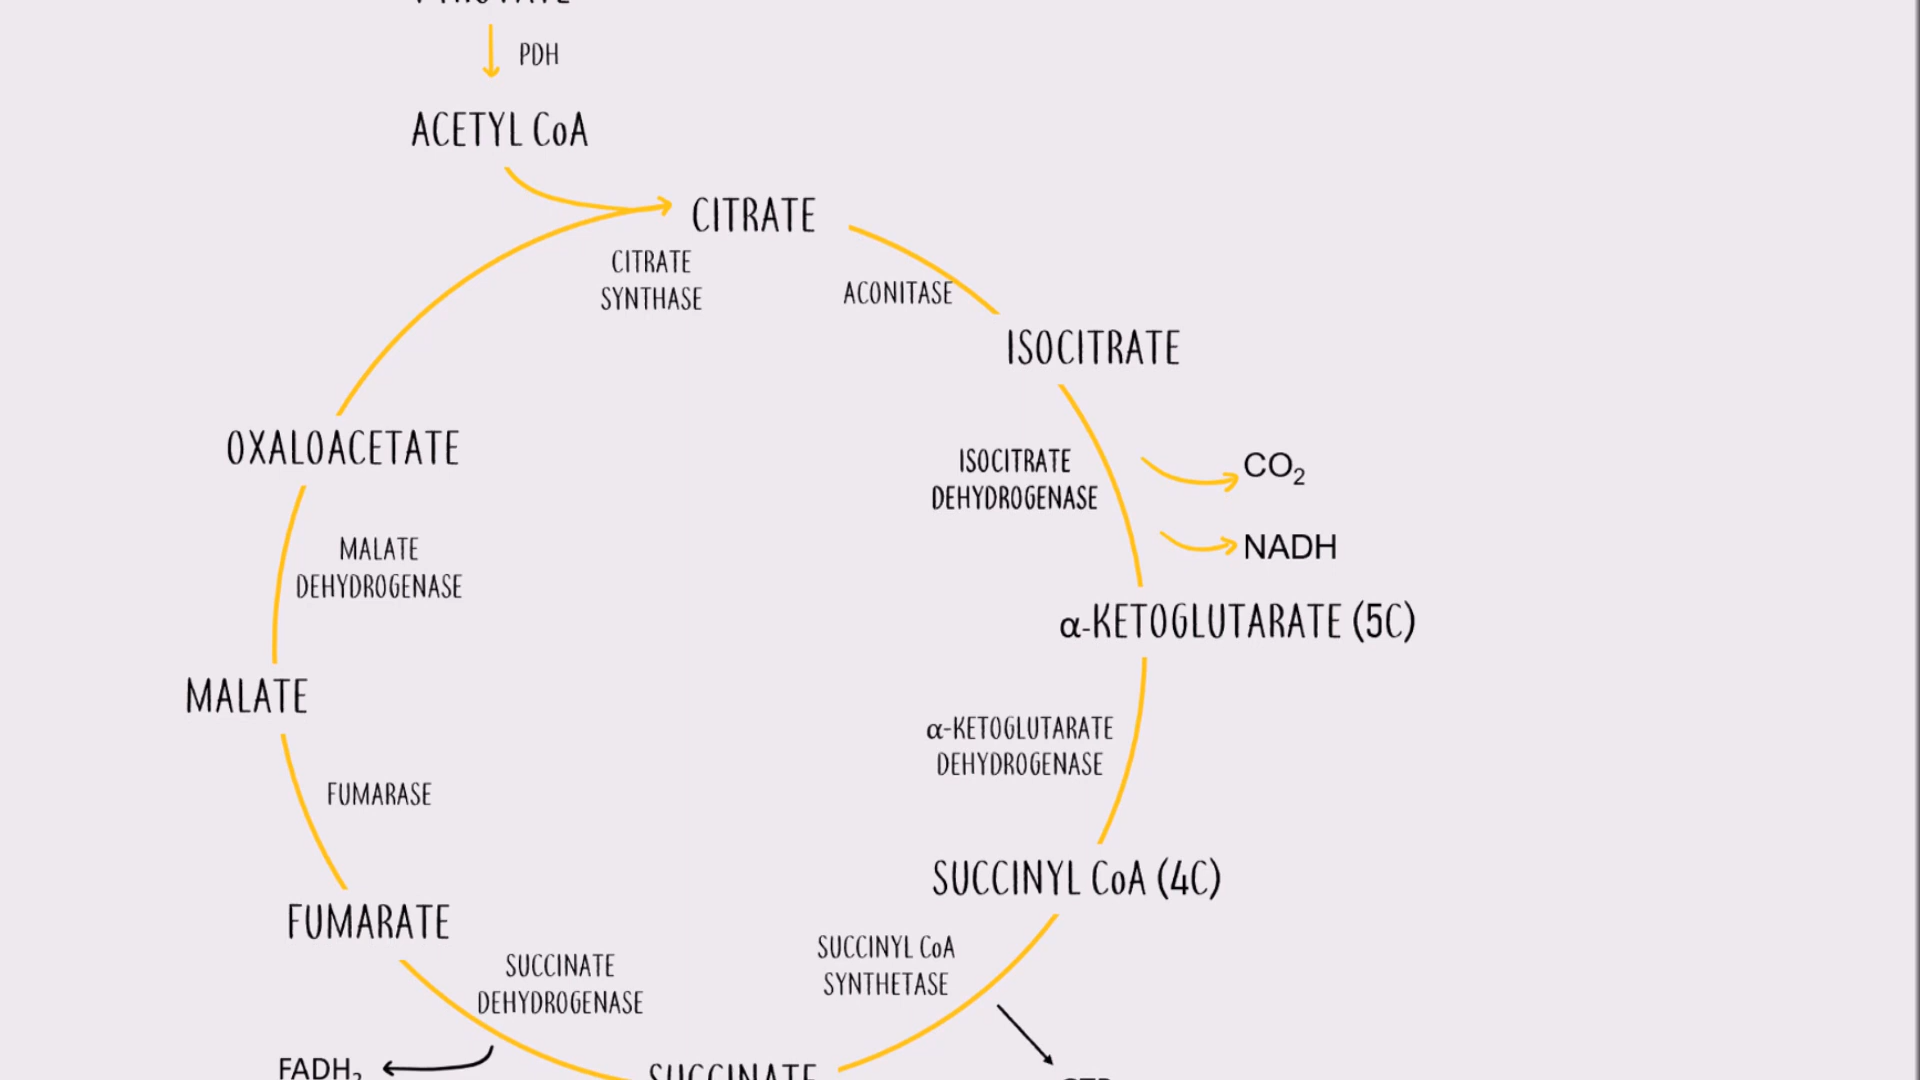 PDH
ACETYL CoA
CITRATE
CITRATE
SYNTHASE
ACONITASE
ISOCITRATE
OXALOACETATE
ISOCITRATE
DEHYDROGENASE
CO₂
NADH
MALATE
DEHYDROGENASE
α-KETOGLUTARATE (5C)
MALATE
α-KETOGLUTARATE
DEHYDROGENASE
FUMARASE
SUCCINYL CoA (4C)
FUMARATE
SUCCINYL CoA
SYNTHETASE
SUCCINATE
DEHYDROGENASE
FADH₂
SUCCINATE